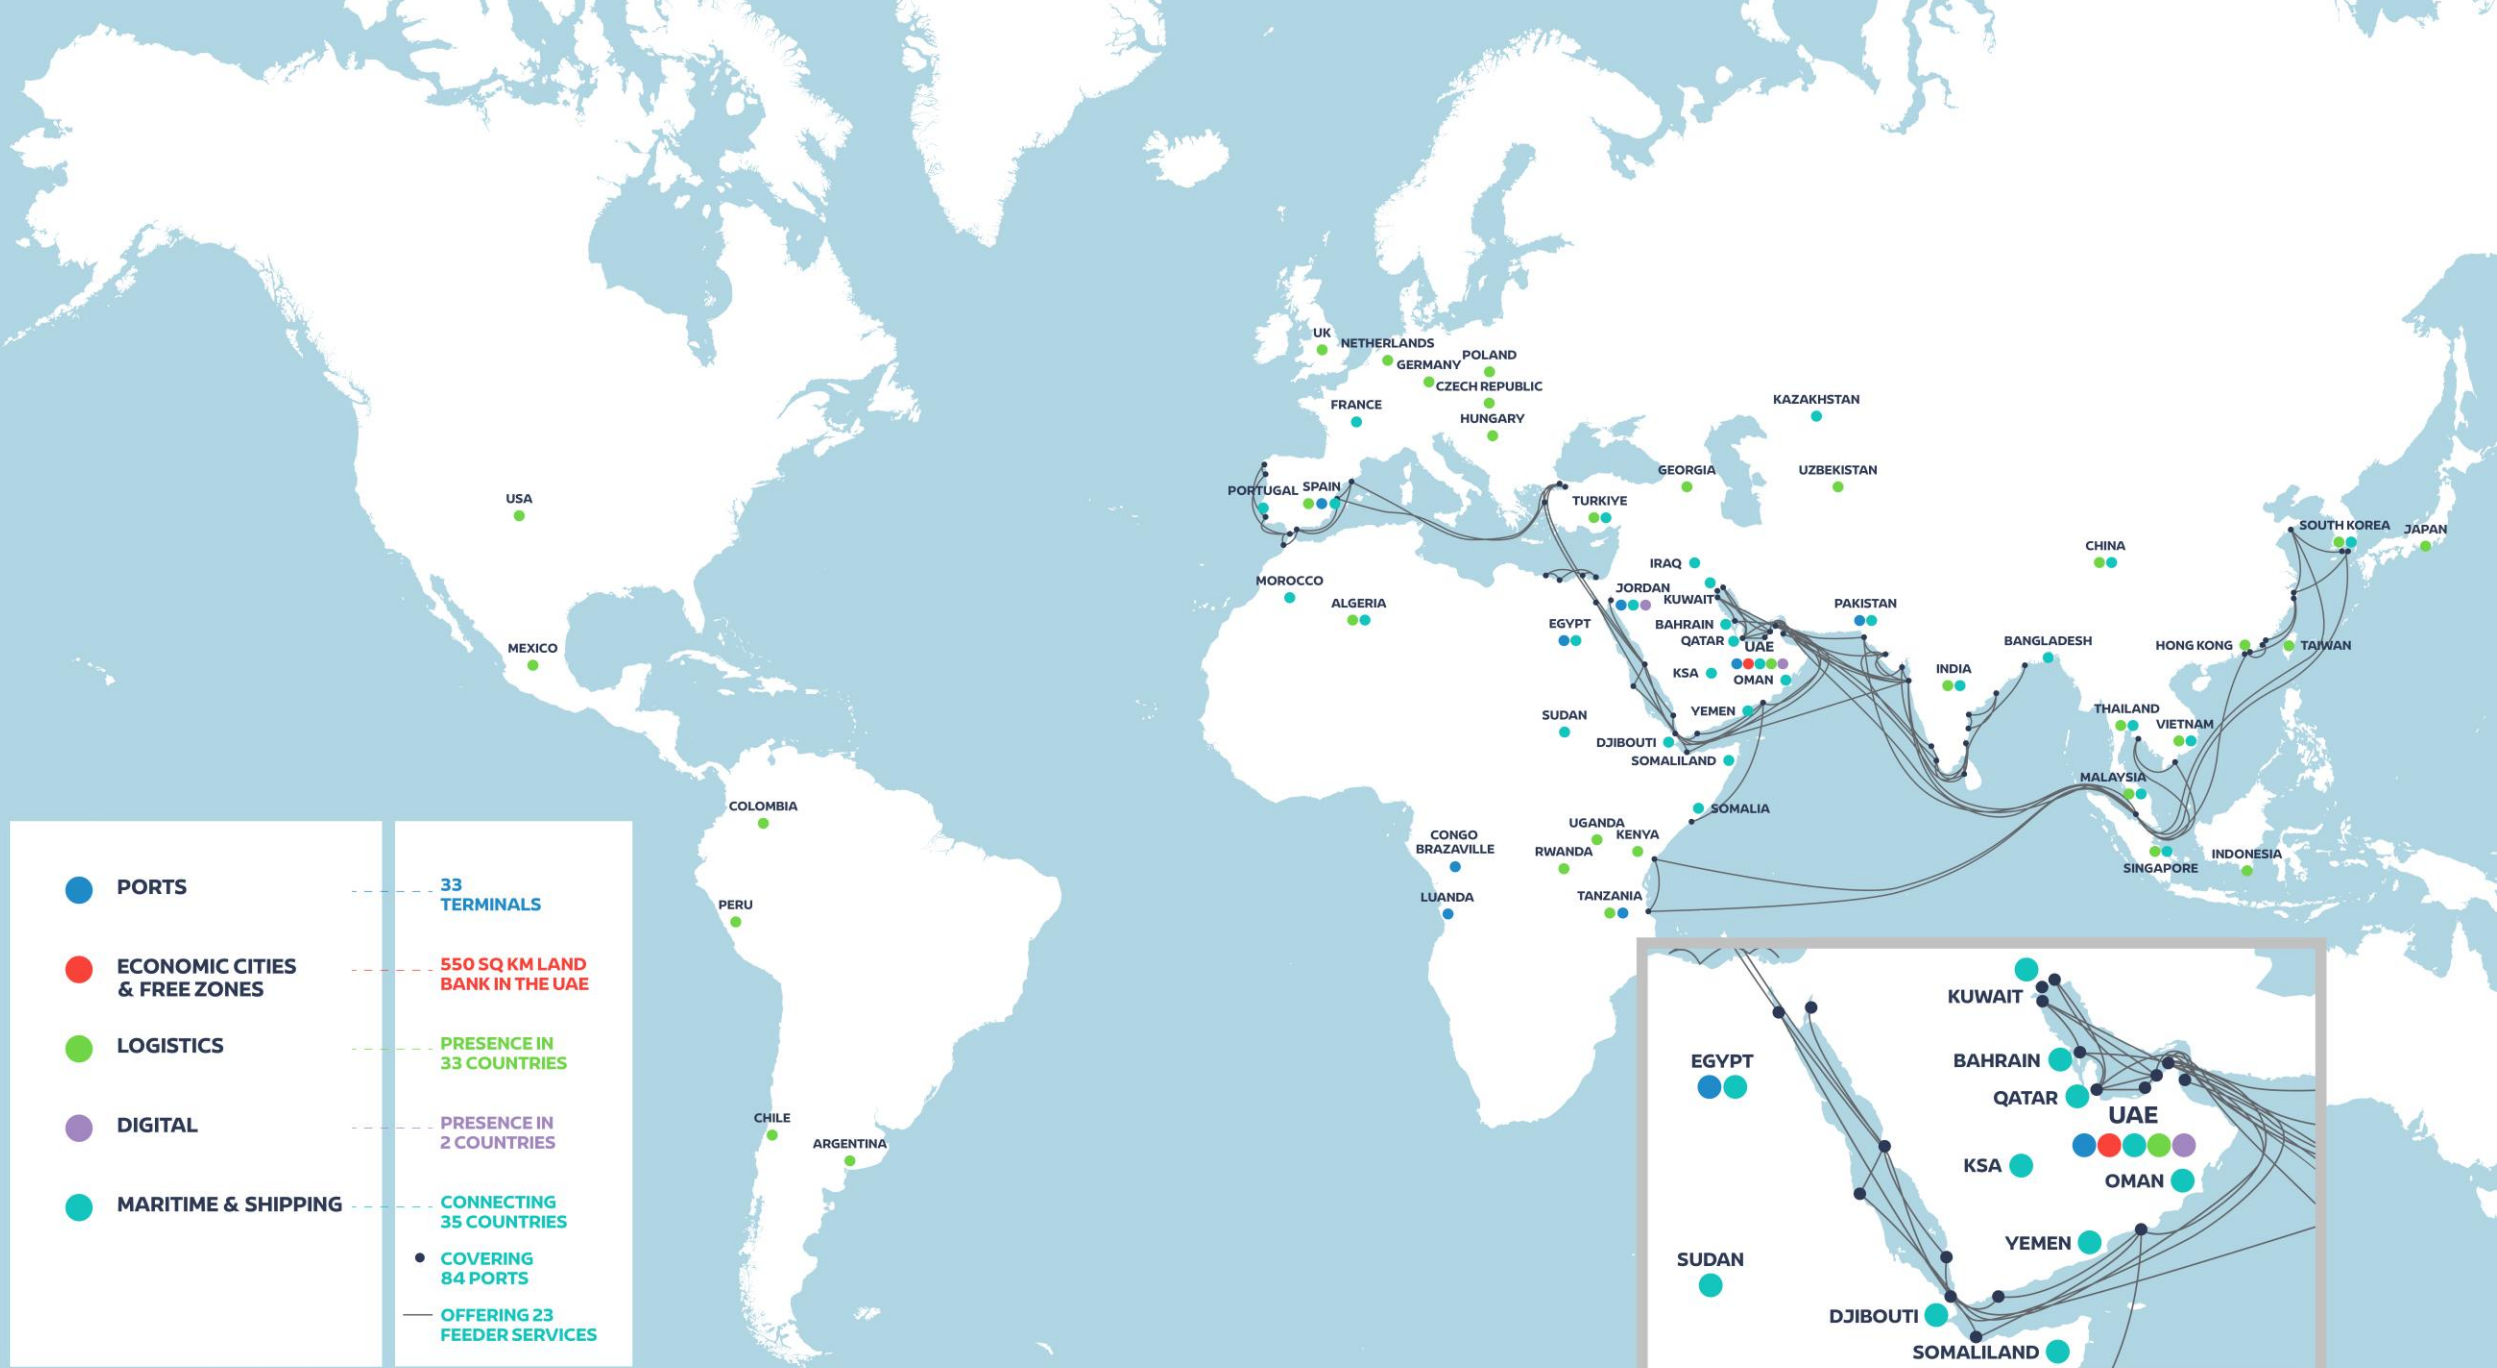 UK
NETHERLANDS
POLAND
GERMANY
CZECH REPUBLIC
FRANCE
HUNGARY
KAZAKHSTAN
GEORGIA
UZBEKISTAN
PORTUGAL
SPAIN
TURKIYE
USA
SOUTH KOREA
JAPAN
CHINA
IRAQ
MOROCCO
JORDAN
KUWAIT
ALGERIA
PAKISTAN
EGYPT
BAHRAIN
QATAR
UAE
BANGLADESH
HONG KONG
TAIWAN
MEXICO
KSA
OMAN
INDIA
YEMEN
SUDAN
THAILAND
VIETNAM
DJIBOUTI
SOMALILAND
MALAYSIA
COLOMBIA
SOMALIA
UGANDA
KENYA
CONGO
BRAZAVILLE
RWANDA
SINGAPORE
INDONESIA
LUANDA
TANZANIA
PERU
CHILE
ARGENTINA
PORTS
33
TERMINALS
ECONOMIC CITIES
& FREE ZONES
550 SQ KM LAND
BANK IN THE UAE
LOGISTICS
PRESENCE IN
33 COUNTRIES
DIGITAL
PRESENCE IN
2 COUNTRIES
MARITIME & SHIPPING
CONNECTING
35 COUNTRIES
COVERING
84 PORTS
OFFERING 23
FEEDER SERVICES
KUWAIT
EGYPT
BAHRAIN
QATAR
UAE
KSA
OMAN
YEMEN
SUDAN
DJIBOUTI
SOMALILAND